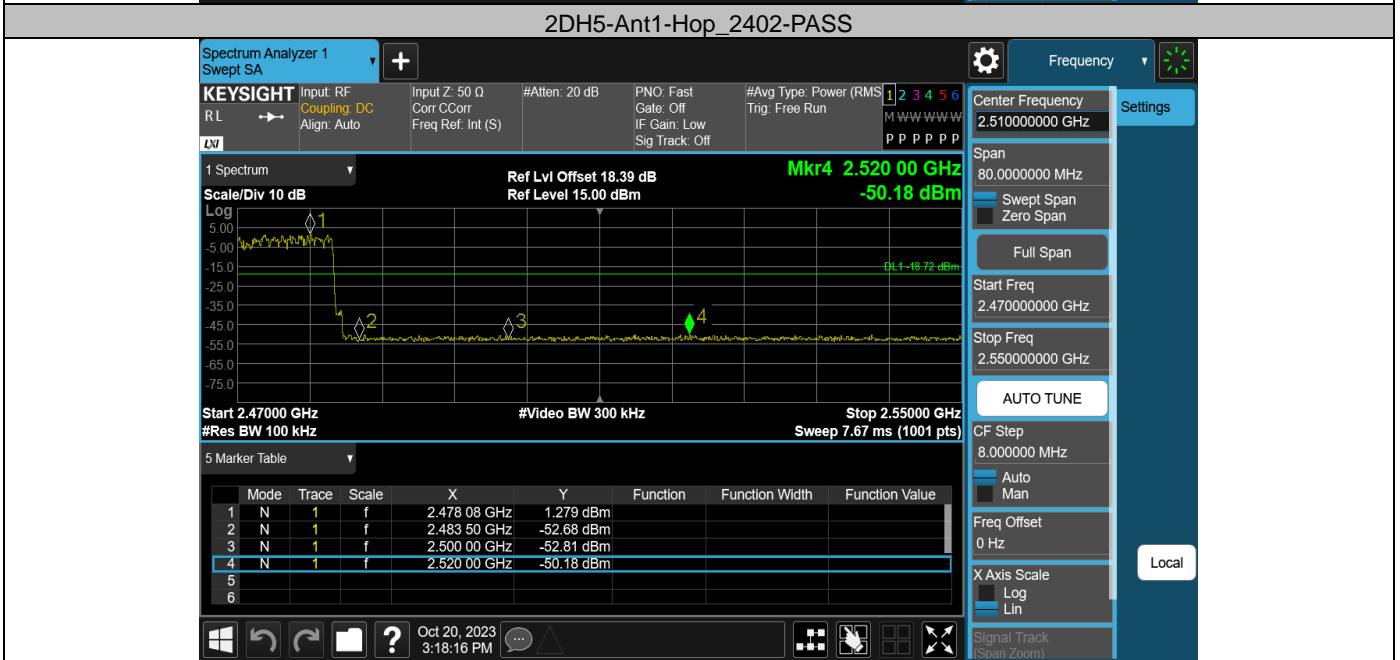 2DH5-Ant1-Hop_2402-PASS
Spectrum Analyzer 1
Swept SA
Frequency
KEYSIGHT
RL
LXI
Input: RF
Coupling: DC
Align: Auto
Input Z: 50 Ω
Corr CCorr
Freq Ref: Int (S)
#Atten: 20 dB
PNO: Fast
Gate: Off
IF Gain: Low
Sig Track: Off
#Avg Type: Power (RMS
Trig: Free Run
1 2 3 4 5 6
M W W W W W
P P P P P P
1 Spectrum
Scale/Div 10 dB
Ref Lvl Offset 18.39 dB
Ref Level 15.00 dBm
Mkr4 2.520 00 GHz
-50.18 dBm
Log
5.00
-5.00
-15.0
-25.0
-35.0
-45.0
-55.0
-65.0
-75.0
1
2
3
4
DL1 -18.72 dBm
Start 2.47000 GHz
#Video BW 300 kHz
Stop 2.55000 GHz
#Res BW 100 kHz
Sweep 7.67 ms (1001 pts)
5 Marker Table
Mode Trace Scale X Y Function Function Width Function Value
1 N 1 f 2.478 08 GHz 1.279 dBm
2 N 1 f 2.483 50 GHz -52.68 dBm
3 N 1 f 2.500 00 GHz -52.81 dBm
4 N 1 f 2.520 00 GHz -50.18 dBm
5
6
Oct 20, 2023
3:18:16 PM
Center Frequency
2.510000000 GHz
Settings
Span
80.0000000 MHz
Swept Span
Zero Span
Full Span
Start Freq
2.470000000 GHz
Stop Freq
2.550000000 GHz
AUTO TUNE
CF Step
8.000000 MHz
Auto
Man
Freq Offset
0 Hz
X Axis Scale
Log
Lin
Local
Signal Track
(Span Zoom)